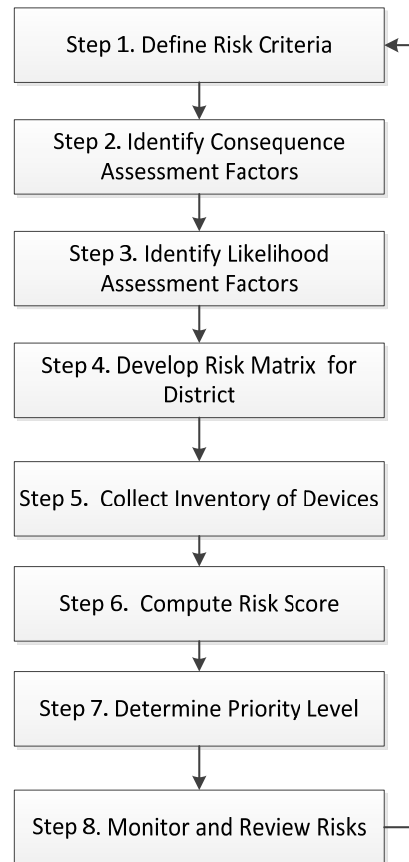 Step 1. Define Risk Criteria
Step 2. Identify Consequence
Assessment Factors
Step 3. Identify Likelihood
Assessment Factors
Step 4. Develop Risk Matrix for
District
Step 5. Collect Inventory of Devices
Step 6. Compute Risk Score
Step 7. Determine Priority Level
Step 8. Monitor and Review Risks